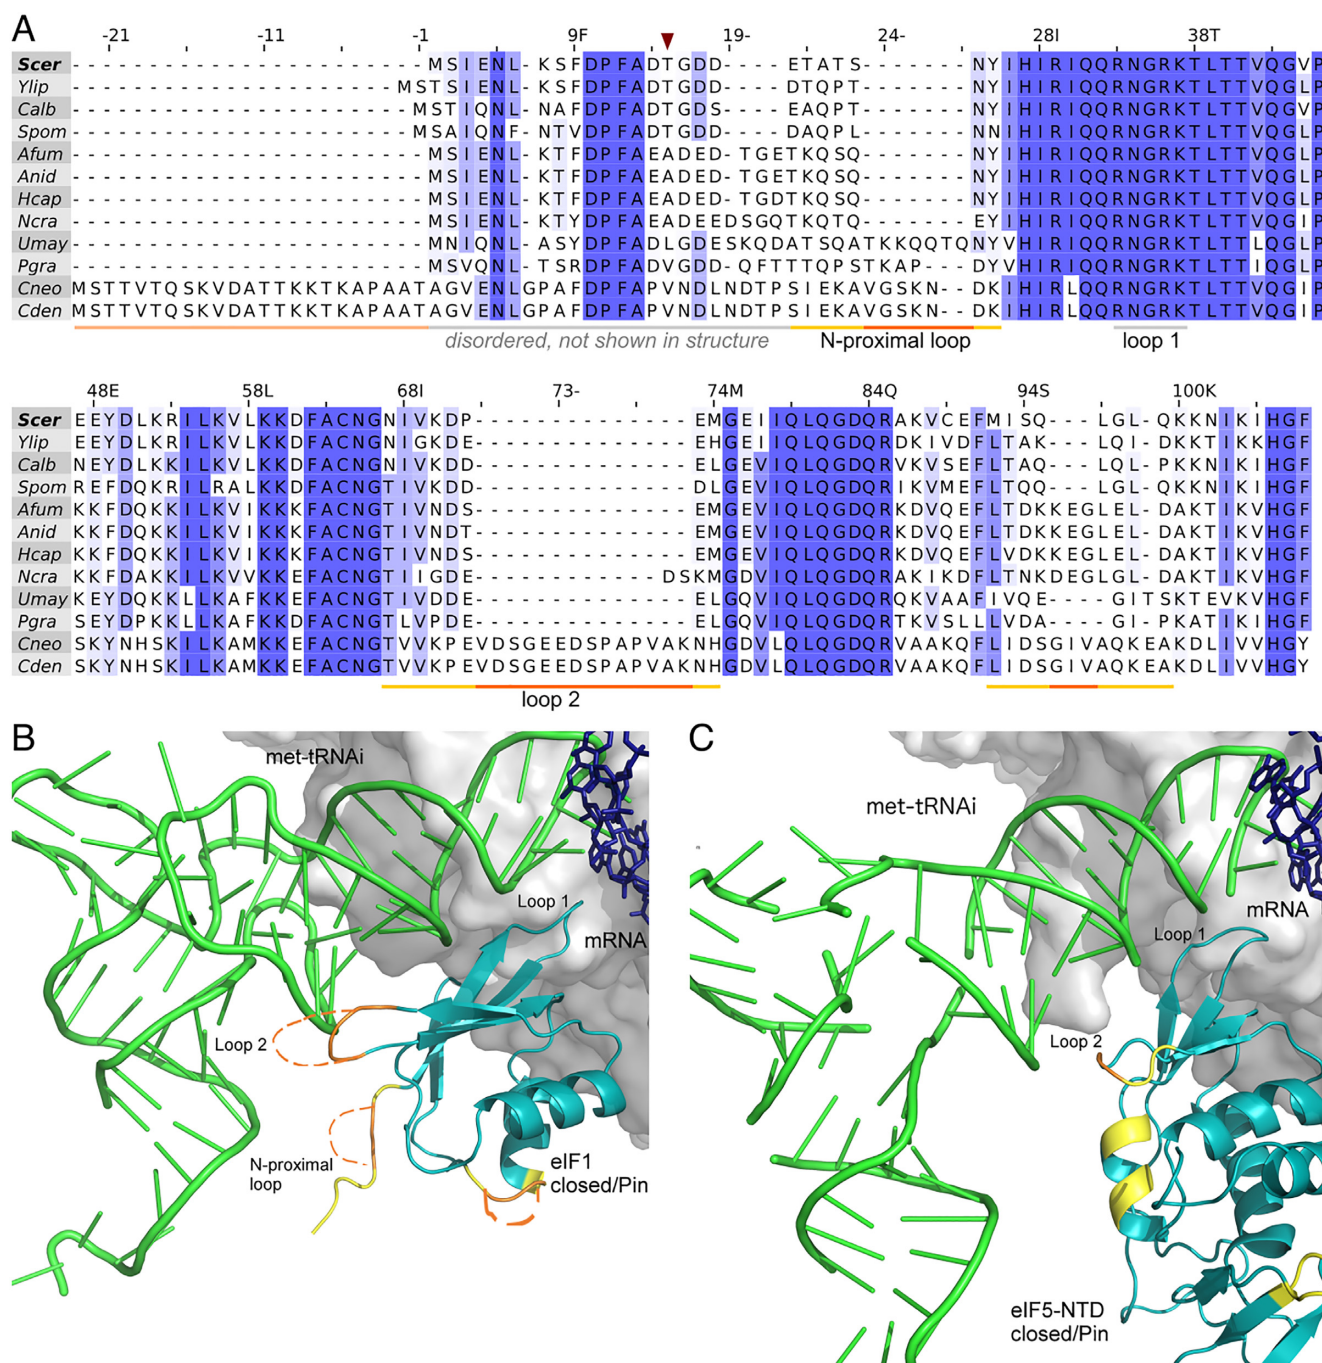 A
-21 -11 -1 9F 19- 24- 28I 38T
Scer -----------------------MSIENL-KSFDPFADTGDD----ETATS-------NYIHIRIQQRNGRKTLTTVQGVP
Ylip ---------------------MSTSIENL-KSFDPFADTGDD----DTQPT-------NYIHIRIQQRNGRKTLTTVQGLP
Calb ----------------------MSTIQNL-NAFDPFADTGDS----EAQPT-------NYIHIRIQQRNGRKTLTTVQGLP
Spom ----------------------MSAIQNF-NTVDPFADTGDD----DAQPL-------NNIHIRIQQRNGRKTLTTVQGLP
Afum -----------------------MSIENL-KTFDPFAEADED-TGETKQSQ-------NYIHIRIQQRNGRKTLTTVQGLP
Anid -----------------------MSIENL-KTFDPFAEADED-TGETKQSQ-------NYIHIRIQQRNGRKTLTTVQGLP
Hcap -----------------------MSIENL-KTFDPFAEADED-TGDTKQSQ-------NYIHIRIQQRNGRKTLTTVQGLP
Ncra -----------------------MSIENL-KTYDPFAEADEEDSGQTKQTQ-------EYIHIRIQQRNGRKTLTTVQGIP
Umay -----------------------MNIQNL-ASYDPFADLGDESKQDATSQATKKQQTQNYVHIRIQQRNGRKTLTTLQGLP
Pgra -----------------------MSVQNL-TSRDPFADVGDD-QFTTTQPSTKAP---DYVHIRIQQRNGRKTLTTIQGLP
Cneo MSTTVTQSKVDATTKKTKAPAATAGVENLGPAFDPFAPVNDLNDTPSIEKAVGSKN--DKIHIRLQQRNGRKTLTTVQGIP
Cden MSTTVTQSKVDATTKKTKAPAATAGVENLGPAFDPFAPVNDLNDTPSIEKAVGSKN--DKIHIRLQQRNGRKTLTTVQGIP
disordered, not shown in structure N-proximal loop loop 1
48E 58L 68I 73- 74M 84Q 94S 100K
Scer EEYDLKRILKVLKKDFACNGNIVKDP--------------EMGEIIQLQGDQRAKVCEFMISQ---LGL-QKKNIKIHGF
Ylip EEYDLKRILKVLKKDFACNGNIGKDE--------------EHGEIIQLQGDQRDKIVDFLTAK---LQI-DKKTIKKHGF
Calb NEYDLKKILKVLKKDFACNGNIVKDD--------------ELGEVIQLQGDQRVKVSEFLTAQ---LQL-PKKNIKIHGF
Spom REFDQKRILRALKKDFACNGTIVKDD--------------DLGEVIQLQGDQRIKVMEFLTQQ---LGL-QKKNIKIHGF
Afum KKFDQKKILKVIKKKFACNGTIVNDS--------------EMGEVIQLQGDQRKDVQEFLTDKKEGLEL-DAKTIKVHGF
Anid KKFDQKKILKVIKKKFACNGTIVNDT--------------EMGEVIQLQGDQRKDVQEFLTDKKEGLEL-DAKTIKVHGF
Hcap KKFDQKKILKVIKKKFACNGTIVNDS--------------EMGEVIQLQGDQRKDVQEFLVDKKEGLEL-DAKTIKVHGF
Ncra KKFDAKKILKVVKKEFACNGTIIGDE------------DSKMGDVIQLQGDQRAKIKDFLTNKDEGLGL-DAKTIKVHGF
Umay KEYDQKKLLKAFKKEFACNGTIVDDE--------------ELGQVIQLQGDQRQKVAAFIVQE----GITSKTEVKVHGF
Pgra SEYDPKKLLKAFKKDFACNGTLVPDE--------------ELGQVIQLQGDQRTKVSLLLVDA----GI-PKATIKIHGF
Cneo SKYNHSKILKAMKKEFACNGTVVKPEVDSGEEDSPAPVAKNHGDVLQLQGDQRVAAKQFLIDSGIVAQKEAKDLIVVHGY
Cden SKYNHSKILKAMKKEFACNGTVVKPEVDSGEEDSPAPVAKNHGDVLQLQGDQRVAAKQFLIDSGIVAQKEAKDLIVVHGY
loop 2
B
met-tRNAi
Loop 1
mRNA
Loop 2
N-proximal
loop
eIF1
closed/Pin
C
met-tRNAi
mRNA
Loop 1
Loop 2
eIF5-NTD
closed/Pin